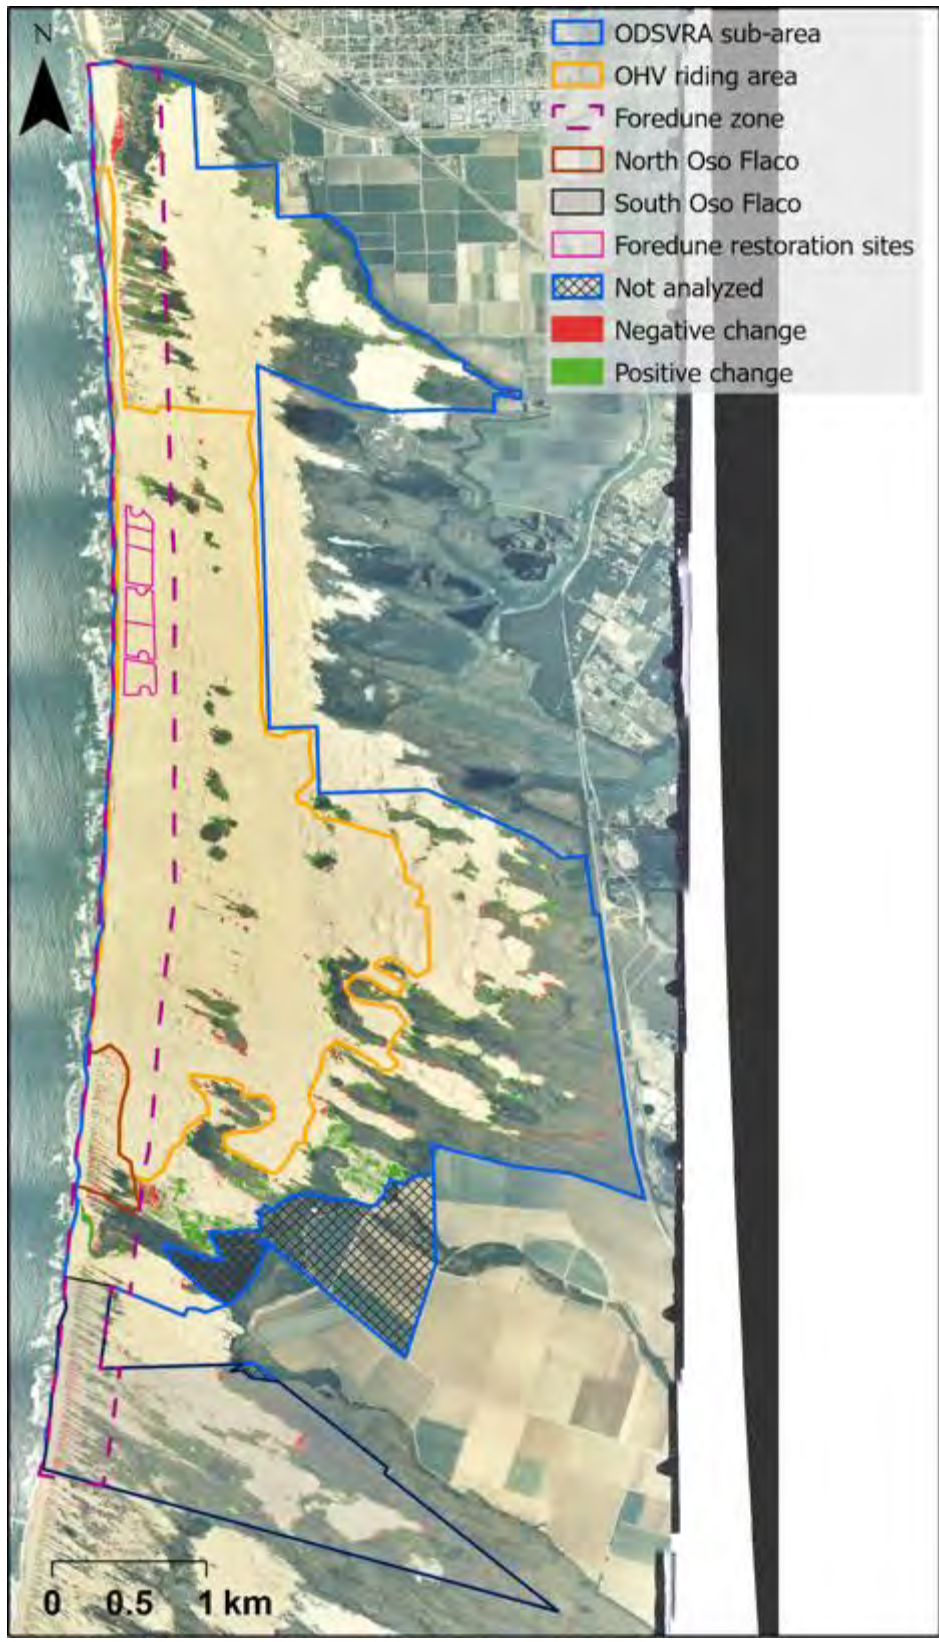 N
ODSVRA sub-area
OHV riding area
Foredune zone
North Oso Flaco
South Oso Flaco
Foredune restoration sites
Not analyzed
Negative change
Positive change
0 0.5 1 km